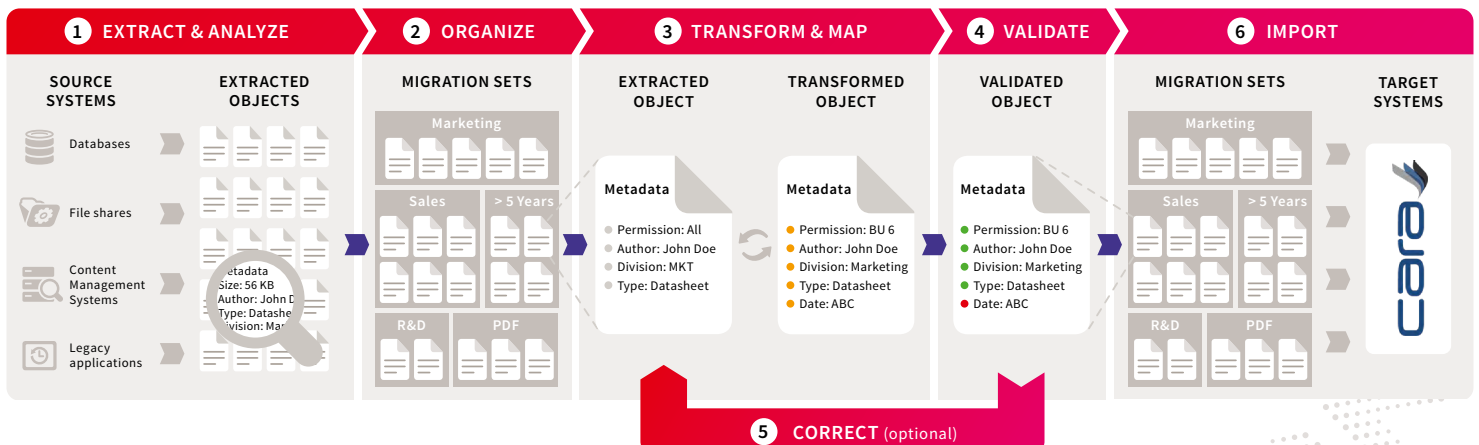 1 EXTRACT & ANALYZE
2 ORGANIZE
3 TRANSFORM & MAP
4 VALIDATE
6 IMPORT
SOURCE
SYSTEMS
Databases
File shares
Content
Management
Systems
Legacy
applications
EXTRACTED
OBJECTS
etadata
Size: 56 KB
Author: John D
Type: Datashe
ivision: Mar
MIGRATION SETS
Marketing
Sales
> 5 Years
R&D
PDF
EXTRACTED
OBJECT
Metadata
Permission: All
Author: John Doe
Division: MKT
Type: Datasheet
TRANSFORMED
OBJECT
Metadata
Permission: BU 6
Author: John Doe
Division: Marketing
Type: Datasheet
Date: ABC
VALIDATED
OBJECT
Metadata
Permission: BU 6
Author: John Doe
Division: Marketing
Type: Datasheet
Date: ABC
MIGRATION SETS
Marketing
Sales
> 5 Years
R&D
PDF
TARGET
SYSTEMS
cara
5 CORRECT (optional)